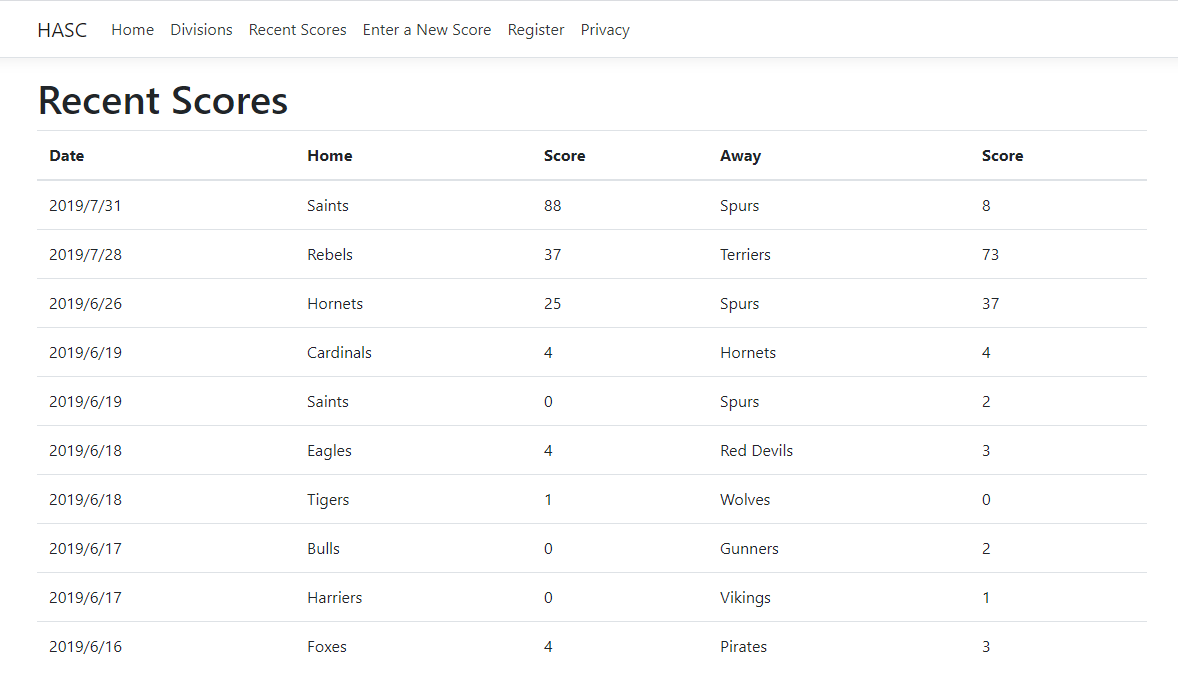 HASC Home Divisions Recent Scores Enter a New Score Register Privacy
Recent Scores
Date Home Score Away Score
2019/7/31 Saints 88 Spurs 8
2019/7/28 Rebels 37 Terriers 73
2019/6/26 Hornets 25 Spurs 37
2019/6/19 Cardinals 4 Hornets 4
2019/6/19 Saints 0 Spurs 2
2019/6/18 Eagles 4 Red Devils 3
2019/6/18 Tigers 1 Wolves 0
2019/6/17 Bulls 0 Gunners 2
2019/6/17 Harriers 0 Vikings 1
2019/6/16 Foxes 4 Pirates 3